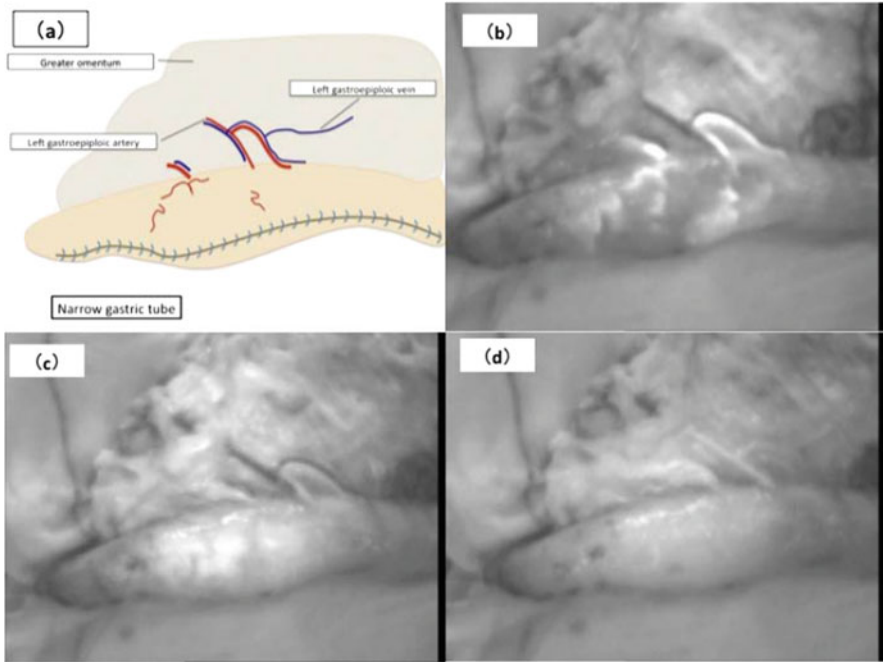 (a)
Greater omentum
Left gastroepiploic vein
Left gastroepiploic artery
Narrow gastric tube
(b)
(c)
(d)